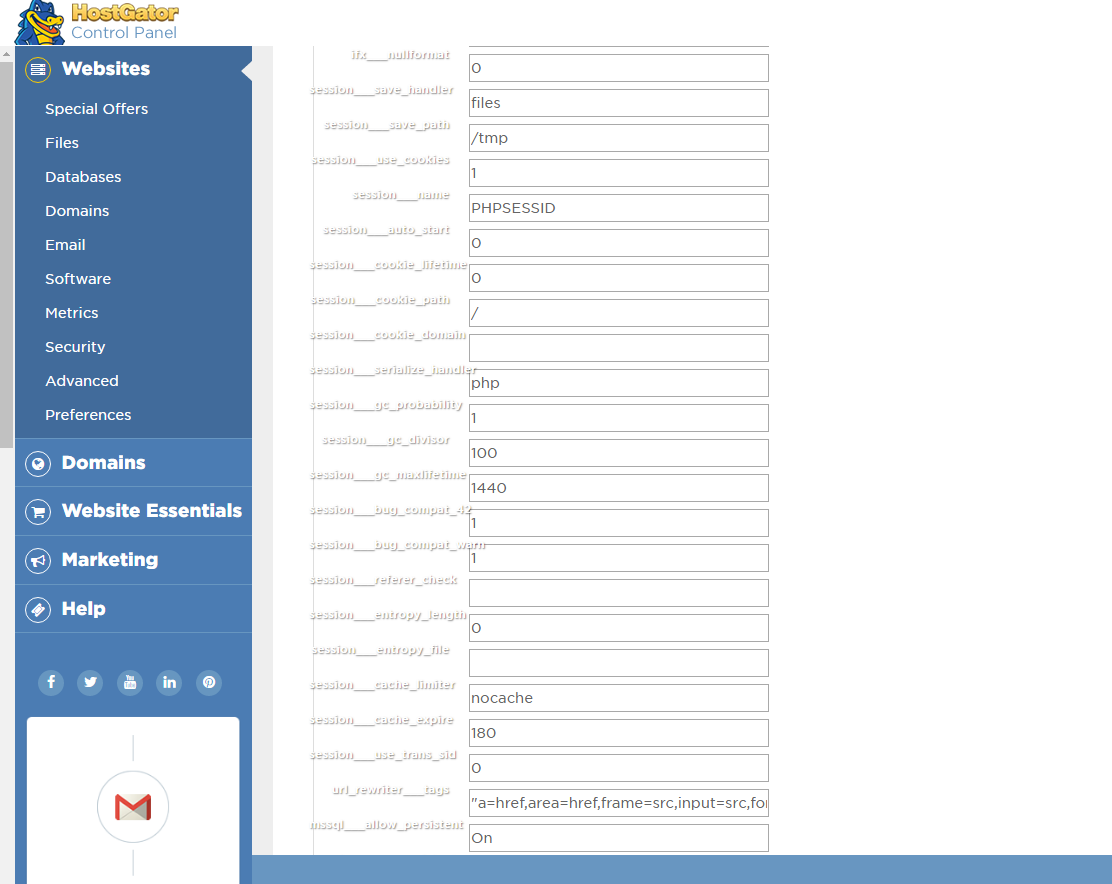 HostGator
Control Panel
Websites
Special Offers
Files
Databases
Domains
Email
Software
Metrics
Security
Advanced
Preferences
Domains
Website Essentials
Marketing
Help
ifx___nullformat
0
session___save_handler
files
session___save_path
/tmp
session___use_cookies
1
session___name
PHPSESSID
session___auto_start
0
session___cookie_lifetime
0
session___cookie_path
/
session___cookie_domain
session___serialize_handler
php
session___gc_probability
1
session___gc_divisor
100
session___gc_maxlifetime
1440
session___bug_compat_42
1
session___bug_compat_warn
1
session___referer_check
session___entropy_length
0
session___entropy_file
session___cache_limiter
nocache
session___cache_expire
180
session___use_trans_sid
0
url_rewriter___tags
"a=href,area=href,frame=src,input=src,for
mssql___allow_persistent
On